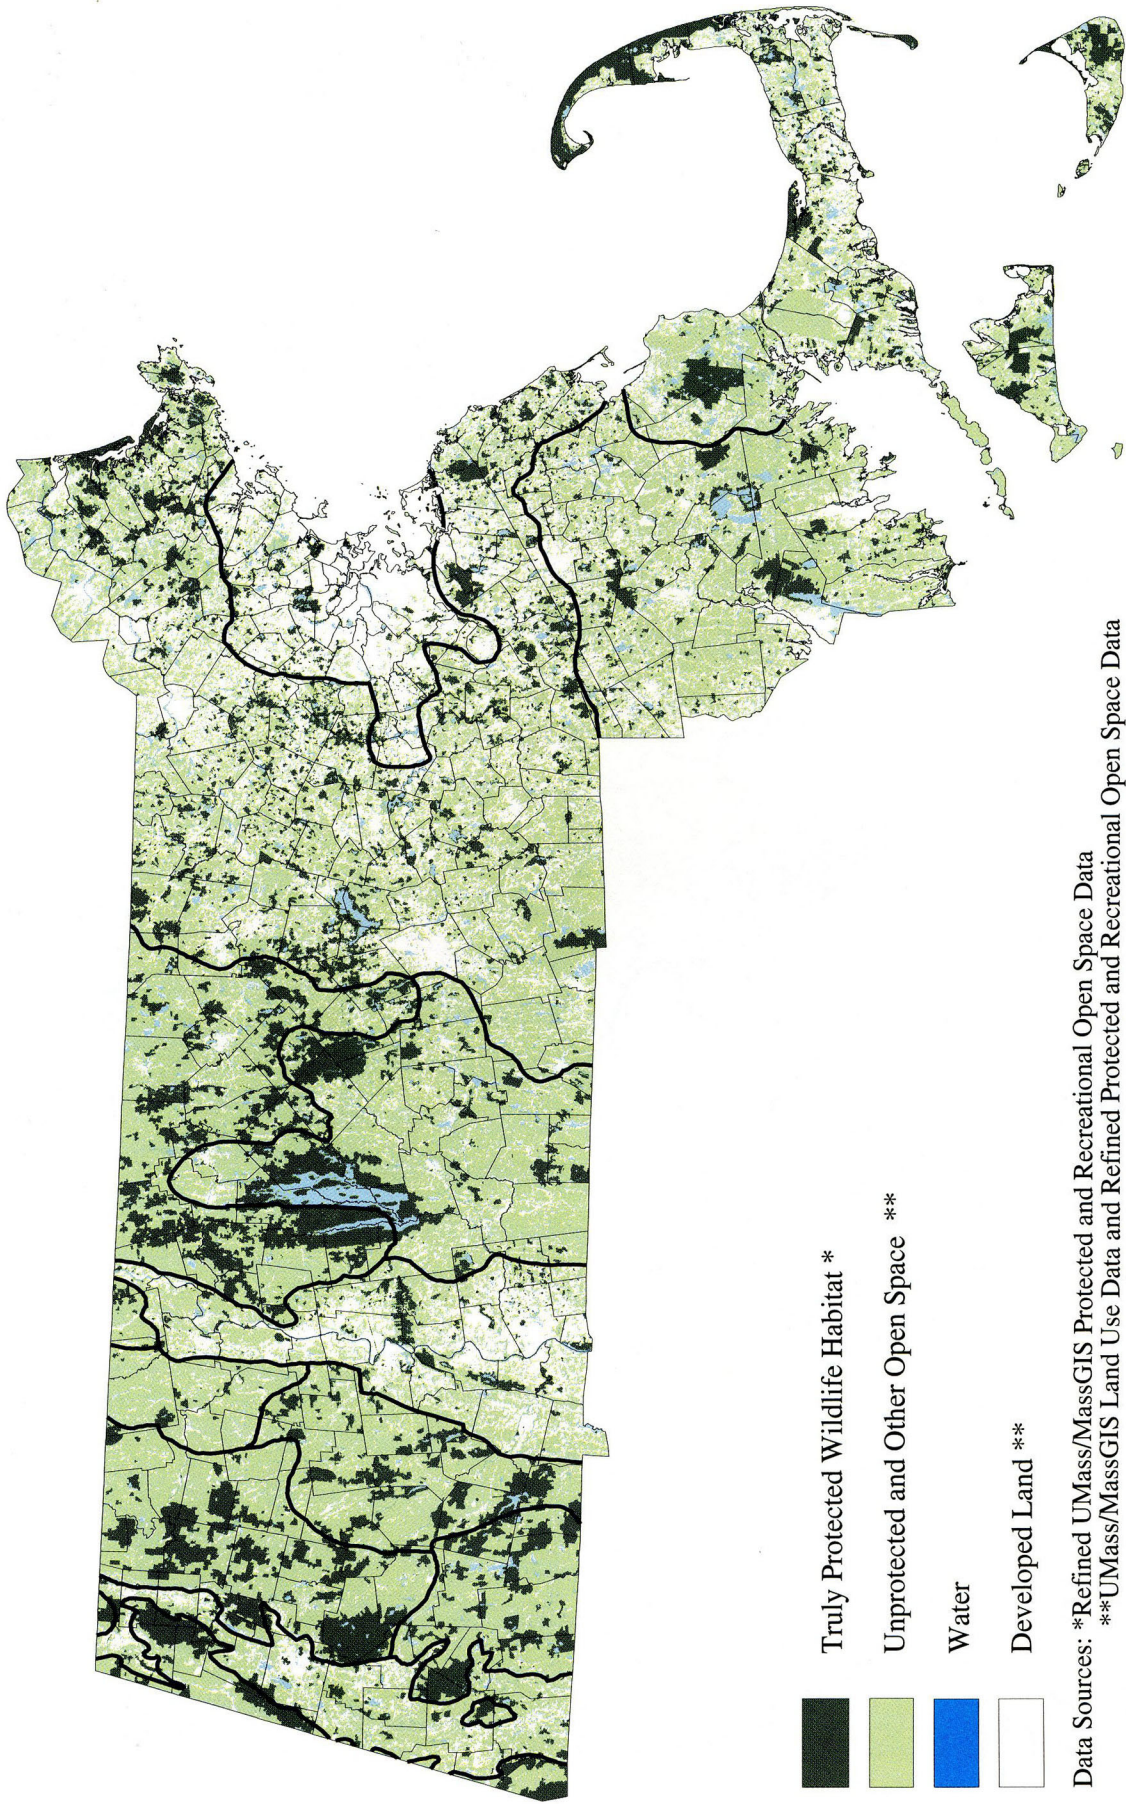 Truly Protected Wildlife Habitat *
Unprotected and Other Open Space **
Water
Developed Land **
Data Sources: *Refined UMass/MassGIS Protected and Recreational Open Space Data
**UMass/MassGIS Land Use Data and Refined Protected and Recreational Open Space Data